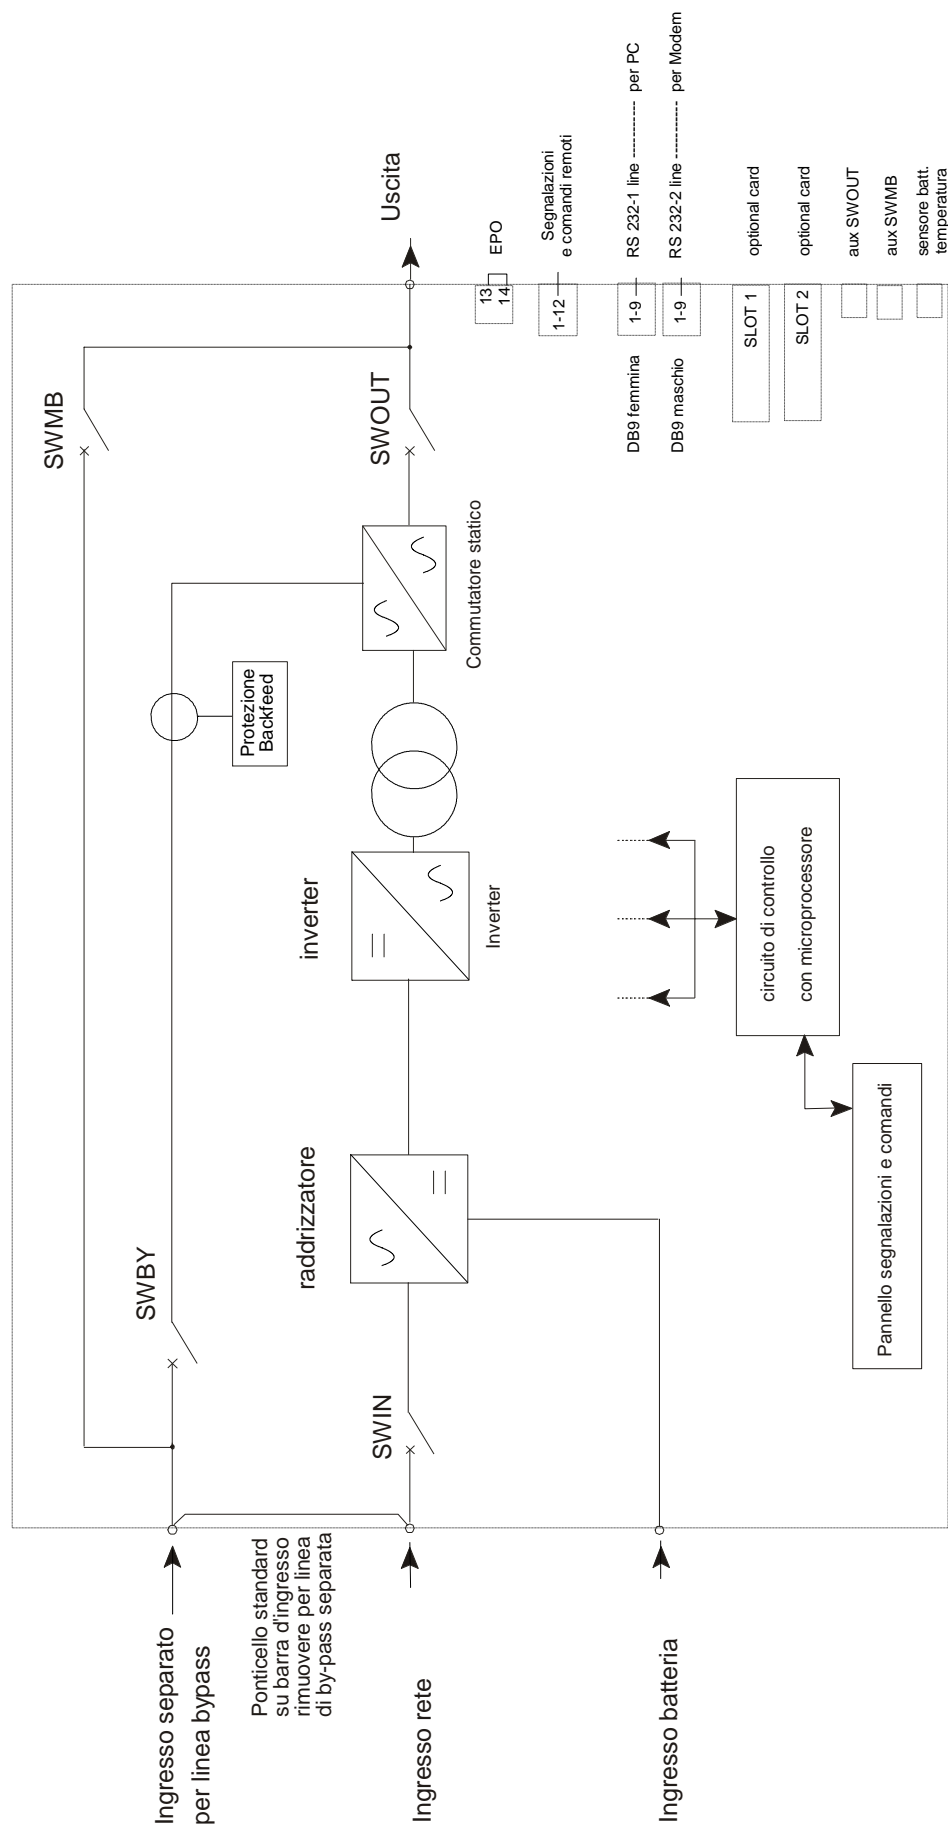 Ingresso separato
per linea bypass
Ponticello standard
su barra d'ingresso
rimuovere per linea
di by-pass separata
Ingresso rete
Ingresso batteria
SWMB
SWBY
SWIN
raddrizzatore
inverter
Inverter
Protezione
Backfeed
Commutatore statico
SWOUT
Uscita
13
14
EPO
1-12
Segnalazioni
e comandi remoti
DB9 femmina
1-9
RS 232-1 line ----------- per PC
DB9 maschio
1-9
RS 232-2 line ----------- per Modem
SLOT 1
optional card
SLOT 2
optional card
aux SWOUT
aux SWMB
sensore batt.
temperatura
circuito di controllo
con microprocessore
Pannello segnalazioni e comandi